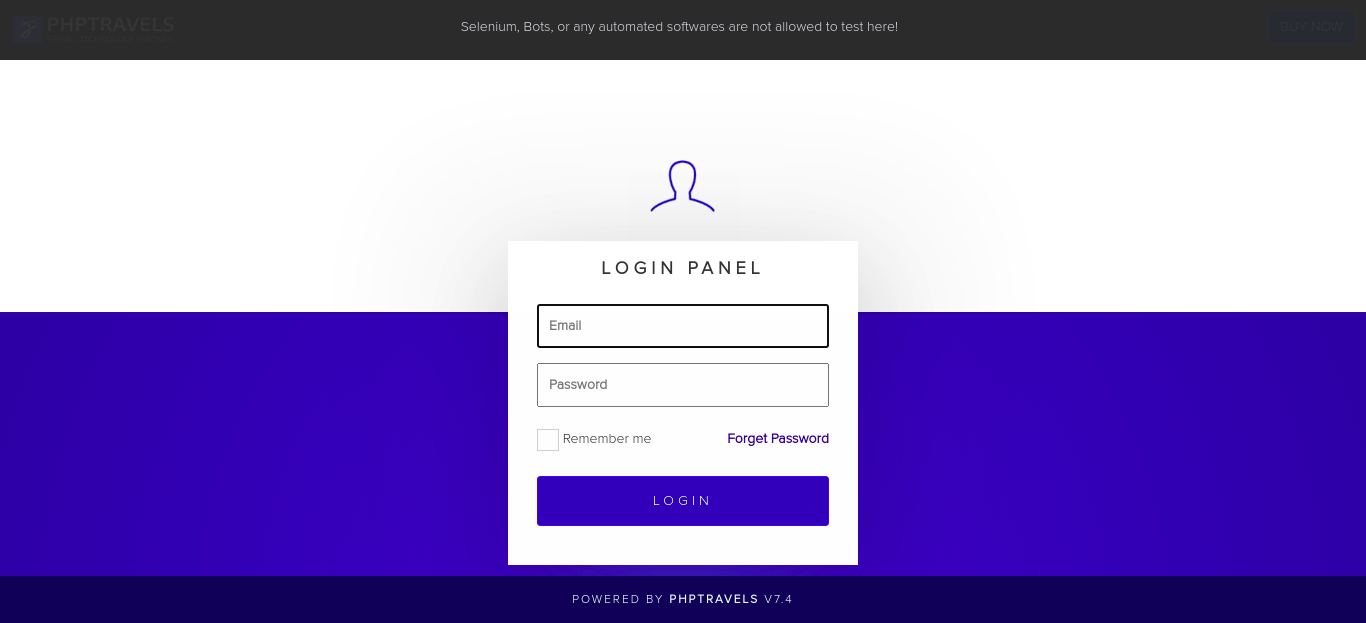 PHPTRAVELS
Selenium, Bots, or any automated softwares are not allowed to test here!
BUY NOW
LOGIN PANEL
Email
Password
Remember me
Forget Password
LOGIN
POWERED BY PHPTRAVELS V7.4